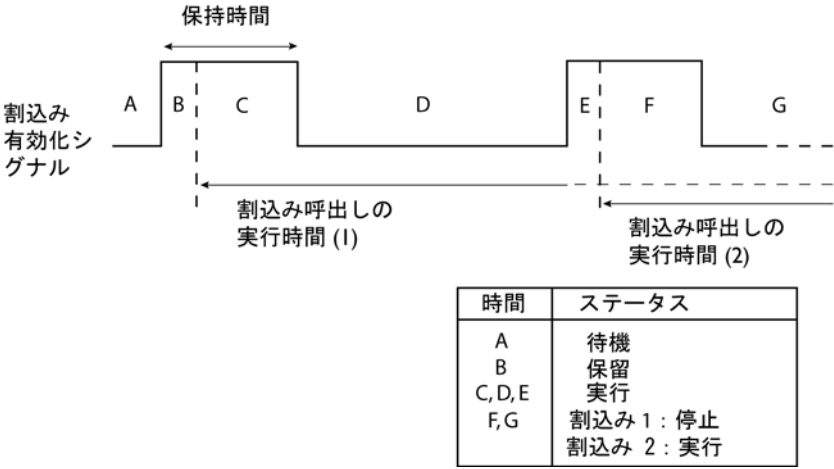 保持時間
割込み
有効化シ
グナル
A
B
C
D
E
F
G
割込み呼出しの
実行時間 (1)
割込み呼出しの
実行時間 (2)
時間 ステータス
A 待機
B 保留
C, D, E 実行
F, G 割込み 1 : 停止
割込み 2 : 実行